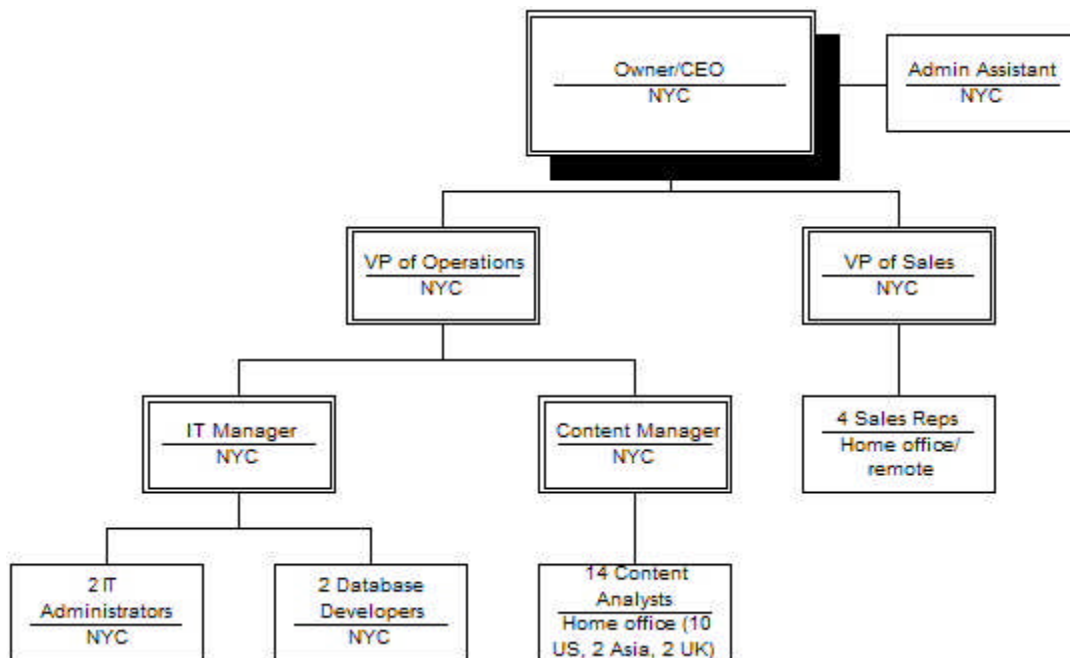 Owner/CEO
NYC
Admin Assistant
NYC
VP of Operations
NYC
VP of Sales
NYC
IT Manager
NYC
Content Manager
NYC
4 Sales Reps
Home office/
remote
2 IT
Administrators
NYC
2 Database
Developers
NYC
14 Content
Analysts
Home office (10
US, 2 Asia, 2 UK)